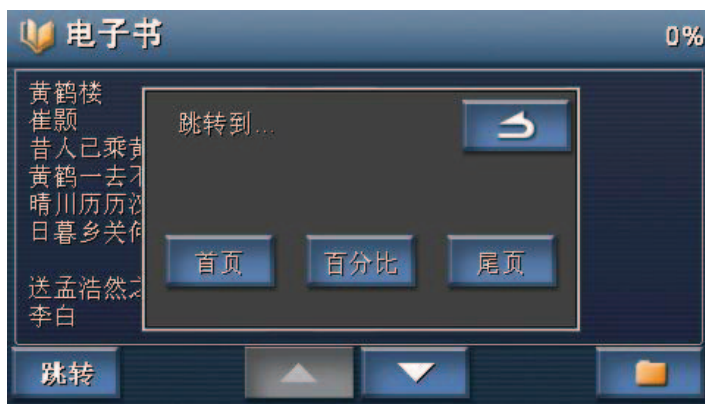 电子书
0%
黄鹤楼
崔颢
昔人已乘黄
黄鹤一去不
晴川历历汉
日暮乡关何
送孟浩然之
李白
跳转到...
首页
百分比
尾页
跳转